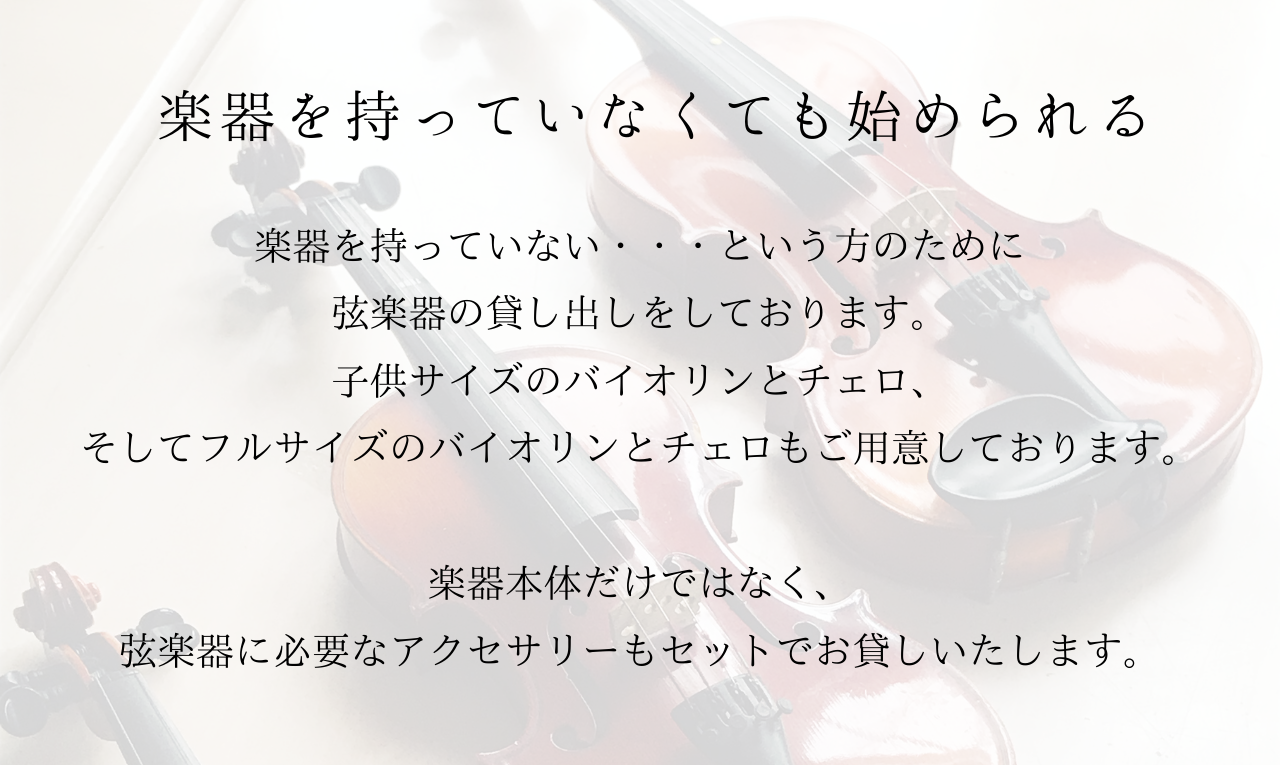 楽器を持っていなくても始められる
楽器を持っていない・・・という方のために
弦楽器の貸し出しをしております。
子供サイズのバイオリンとチェロ、
そしてフルサイズのバイオリンとチェロもご用意しております。
楽器本体だけではなく、
弦楽器に必要なアクセサリーもセットでお貸しいたします。